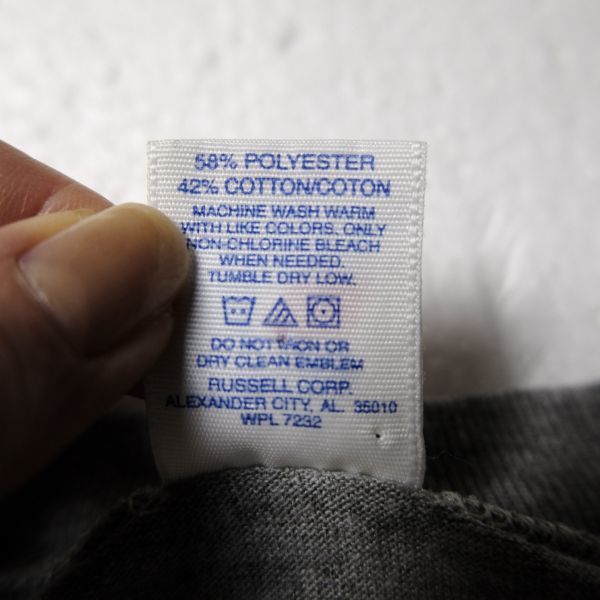 58% POLYESTER
42% COTTON/COTON
MACHINE WASH WARM
WITH LIKE COLORS. ONLY
NON-CHLORINE BLEACH
WHEN NEEDED.
TUMBLE DRY LOW.
DO NOT IRON OR
DRY CLEAN EMBLEM
RUSSELL CORP.
ALEXANDER CITY, AL. 35010
WPL 7232